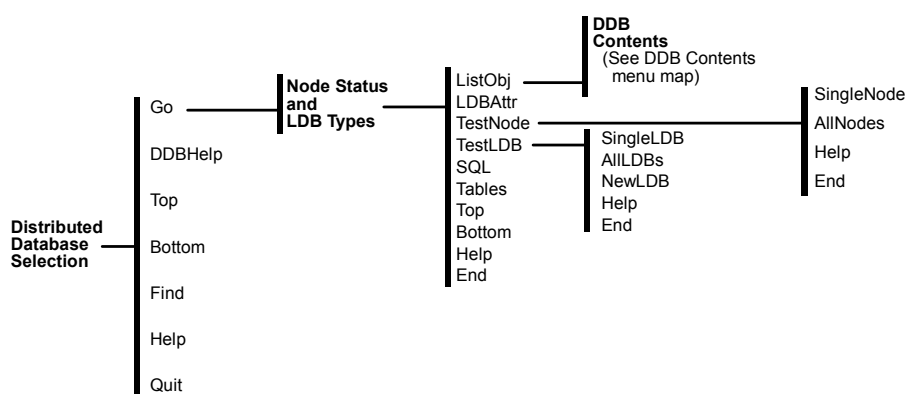 Distributed
Database
Selection
Go
DDBHelp
Top
Bottom
Find
Help
Quit
Node Status
and
LDB Types
ListObj
LDBAttr
TestNode
TestLDB
SQL
Tables
Top
Bottom
Help
End
DDB
Contents
(See DDB Contents
menu map)
SingleLDB
AllLDBs
NewLDB
Help
End
SingleNode
AllNodes
Help
End